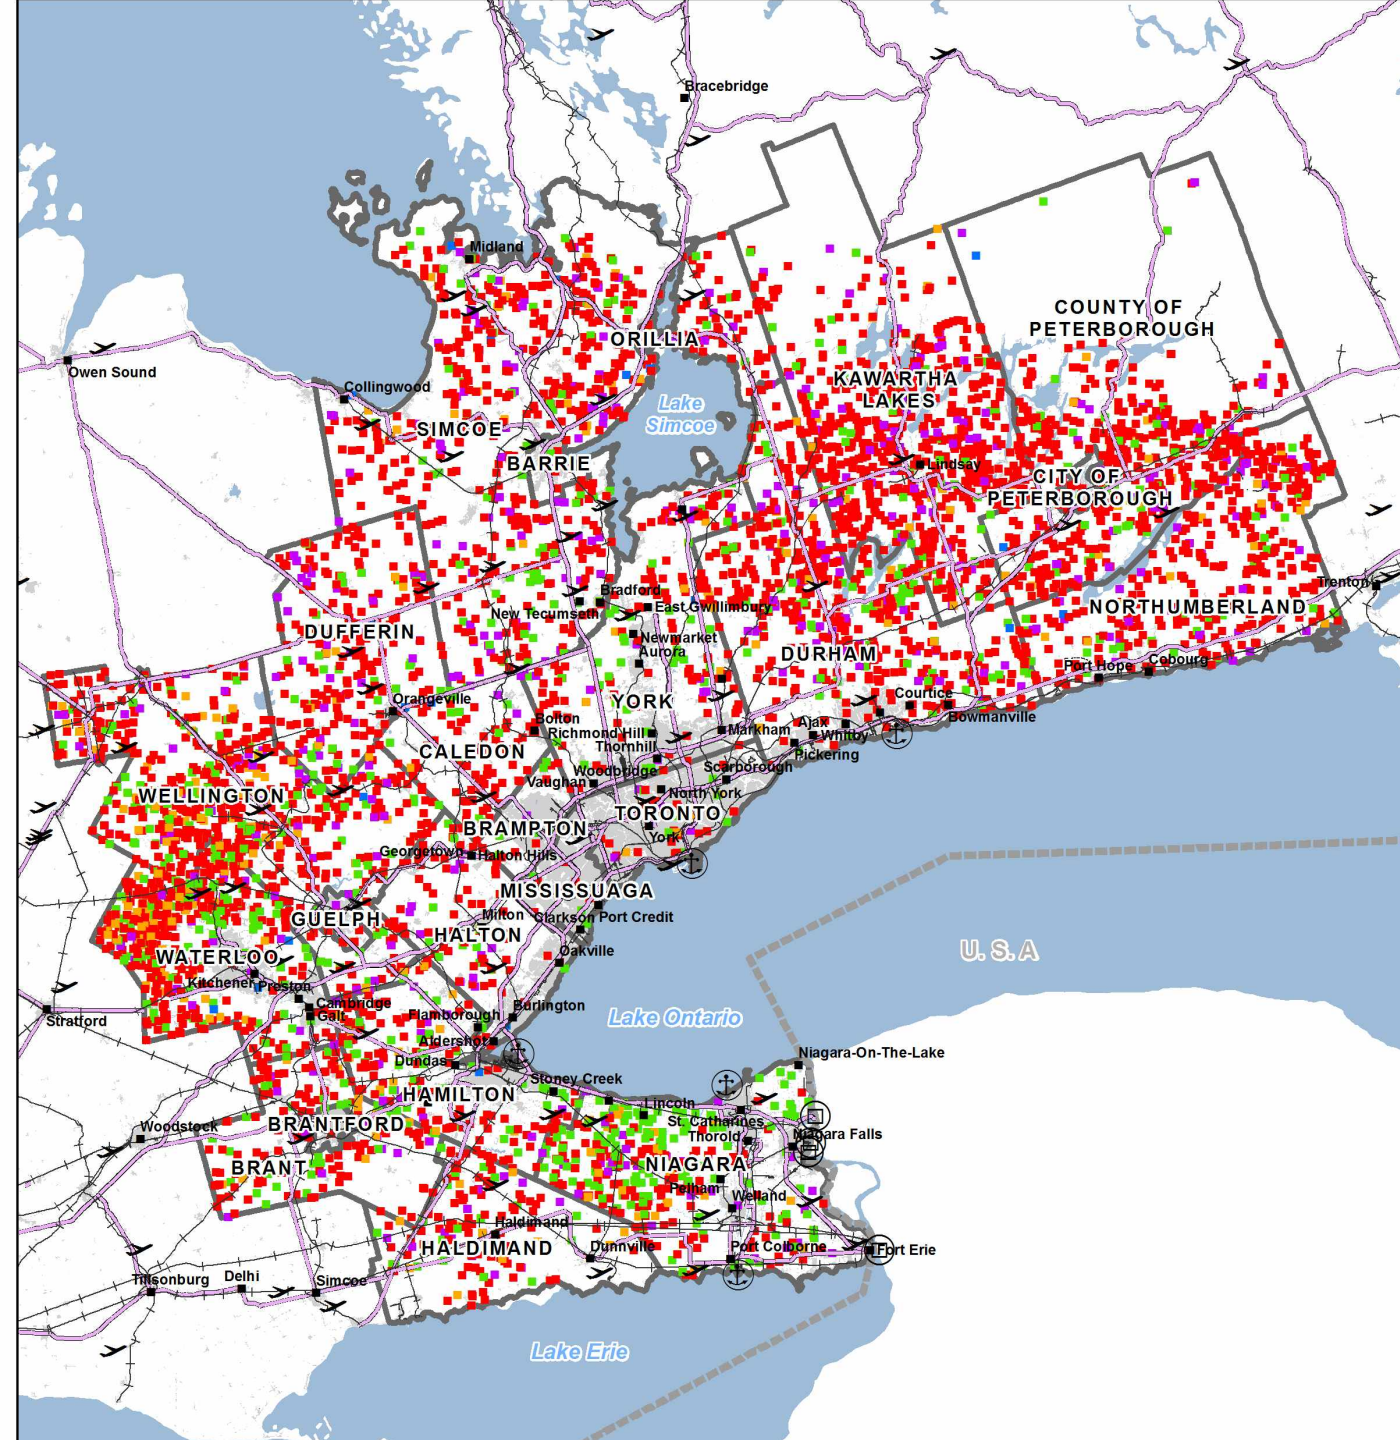 Bracebridge
Midland
COUNTY OF
PETERBOROUGH
ORILLIA
Owen Sound
Collingwood
KAWARTHA
LAKES
Lake
Simcoe
SIMCOE
BARRIE
Lindsay
CITY OF
PETERBOROUGH
Trenton
Bradford
New Tecumseth
East Gwillimbury
NORTHUMBERLAND
DUFFERIN
Newmarket
Aurora
DURHAM
Port Hope
Cobourg
Orangeville
YORK
Courtice
Bowmanville
Bolton
Richmond Hill
Thornhill
Markham
Ajax
Whitby
Pickering
CALEDON
Woodbridge
Scarborough
Vaughan
North York
WELLINGTON
TORONTO
BRAMPTON
York
Georgetown
Halton Hills
MISSISSUAGA
GUELPH
Milton
Clarkson
Port Credit
HALTON
Oakville
WATERLOO
U. S. A
Kitchener
Preston
Cambridge
Galt
Stratford
Burlington
Flamborough
Lake Ontario
Aldershot
Dundas
Niagara-On-The-Lake
Stoney Creek
HAMILTON
Lincoln
St. Catharines
Thorold
Niagara Falls
Woodstock
BRANTFORD
BRANT
NIAGARA
Pelham
Welland
Haldimand
HALDIMAND
Dunnville
Port Colborne
Fort Erie
Tillsonburg
Delhi
Simcoe
Lake Erie